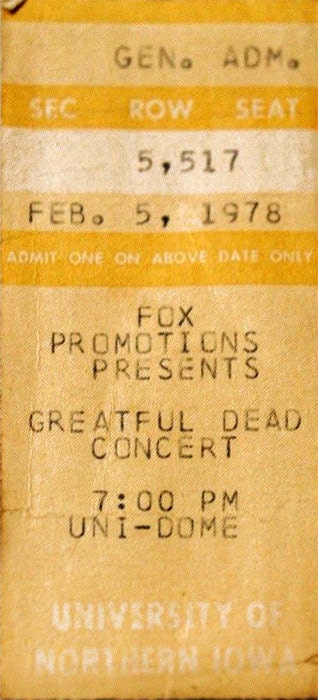 GEN. ADM.
SEC ROW SEAT
5,517
FEB. 5, 1978
ADMIT ONE ON ABOVE DATE ONLY
FOX
PROMOTIONS
PRESENTS
GREATFUL DEAD
CONCERT
7:00 PM
UNI-DOME
UNIVERSITY OF
NORTHERN IOWA